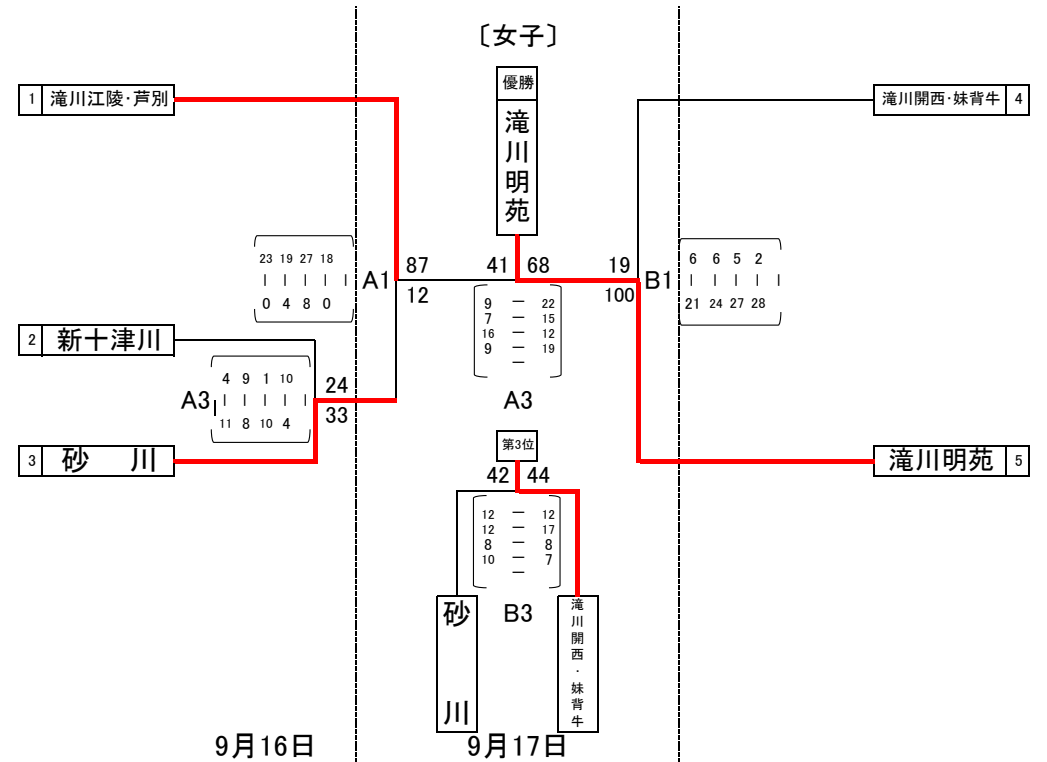 〔女子〕
優勝
滝川明苑
1 滝川江陵・芦別
滝川開西・妹背牛 4
23 19 27 18
| | | | |
0 4 8 0
A1
87
12
41 68
19
100
B1
6 6 5 2
| | | | |
21 24 27 28
9 — 22
7 — 15
16 — 12
9 — 19
—
A3
2 新十津川
4 9 1 10
| | | | |
11 8 10 4
A3
24
33
3 砂 川
滝川明苑 5
第3位
42 44
12 — 12
12 — 17
8 — 8
10 — 7
—
B3
砂 川
滝川開西・妹背牛
9月16日
9月17日